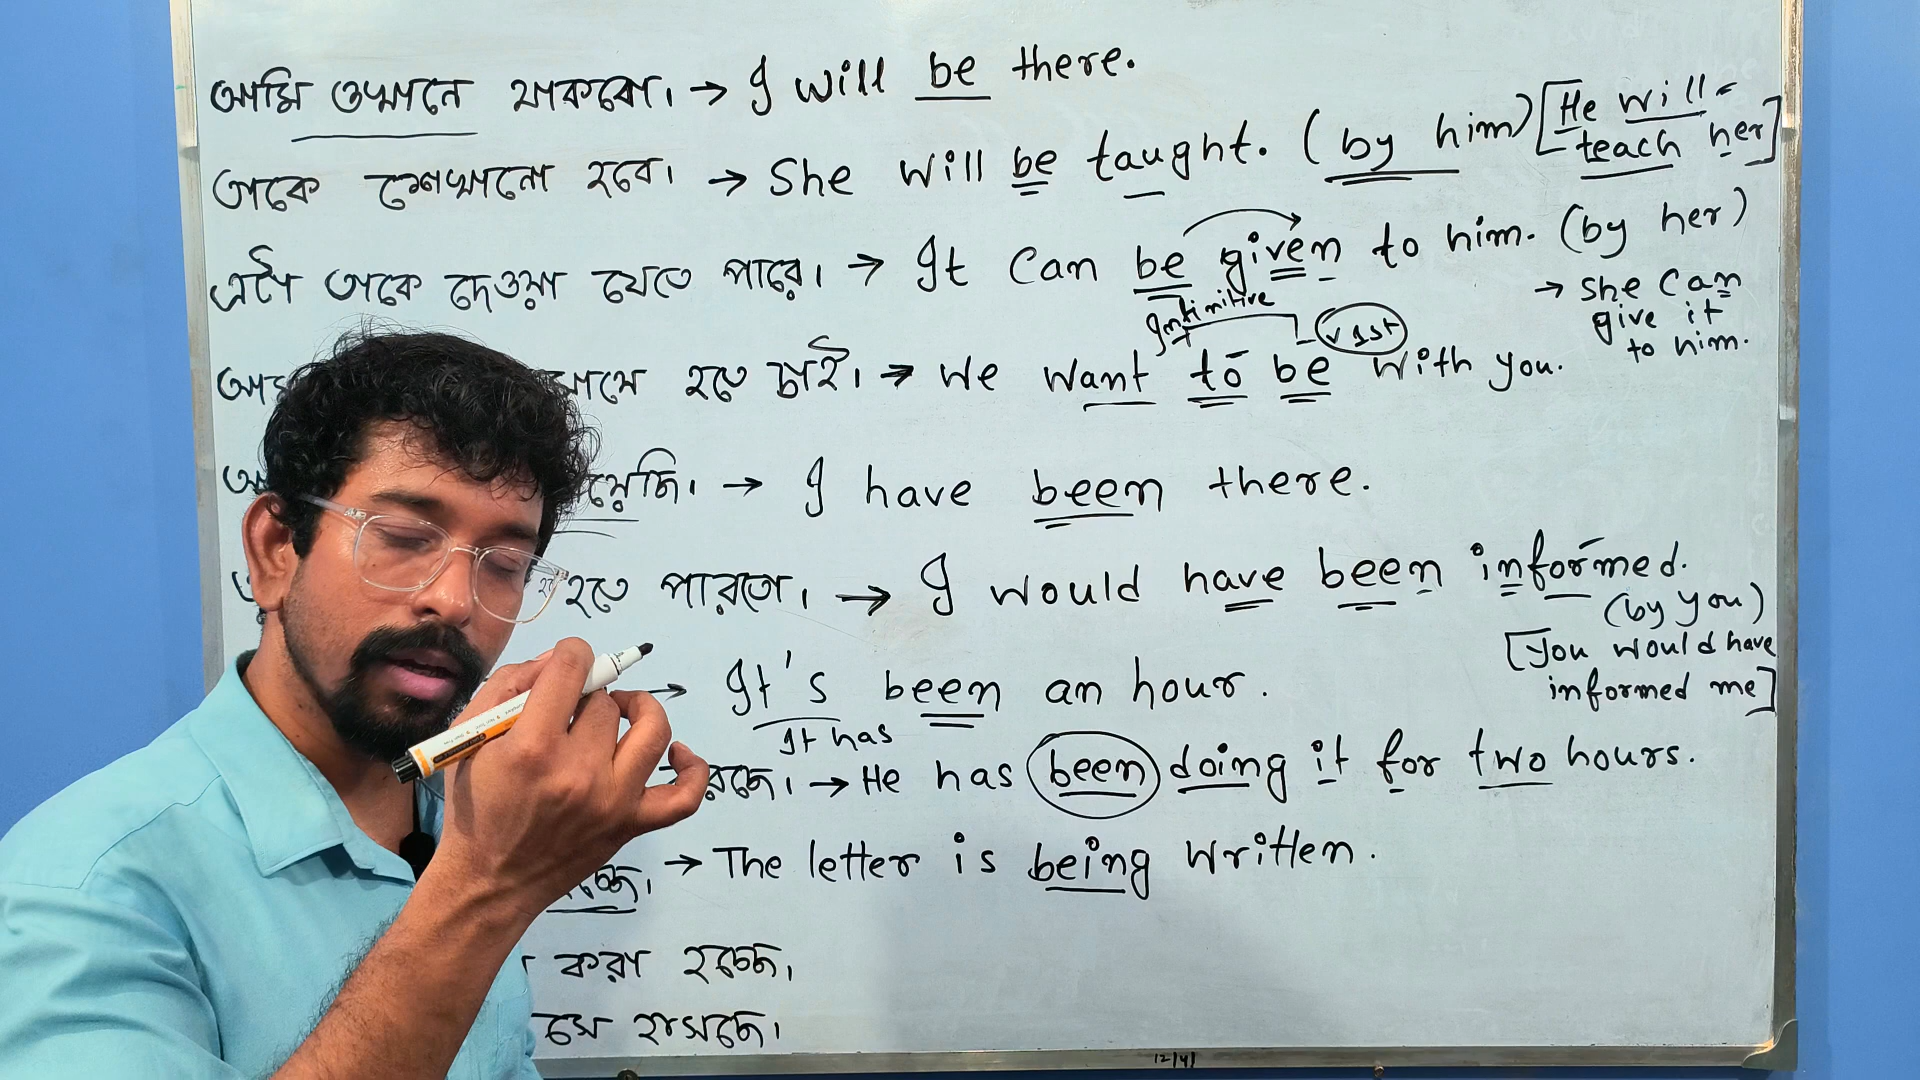 আমি ওখানে থাকবো। → I will be there.
তাকে শেখানো হবে। → She will be taught. (by him) [He will teach her]
এটা তাকে দেওয়া যেতে পারে। → It can be given to him. (by her)
→ she can give it to him.
Infinitive
V1st
সাথে হতে চাই। → We want to be with you.
→ I have been there.
হতে পারতো। → I would have been informed. (by you)
[You would have informed me]
→ It's been an hour.
It has
→ He has been doing it for two hours.
→ The letter is being written.
করা হচ্ছে।
সে হাসছে।